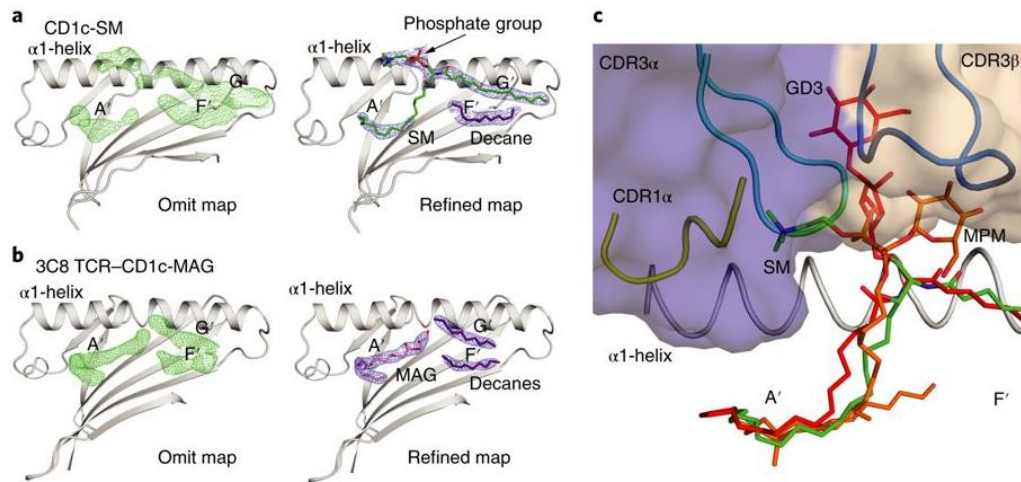 a
CD1c-SM
α1-helix
A′
F′
G′
Omit map
Phosphate group
α1-helix
A′
G′
F′
SM
Decane
Refined map
b
3C8 TCR–CD1c-MAG
α1-helix
A′
G′
F′
Omit map
α1-helix
A′
G′
F′
MAG
Decanes
Refined map
c
CDR3α
GD3
CDR3β
CDR1α
SM
MPM
α1-helix
A′
F′